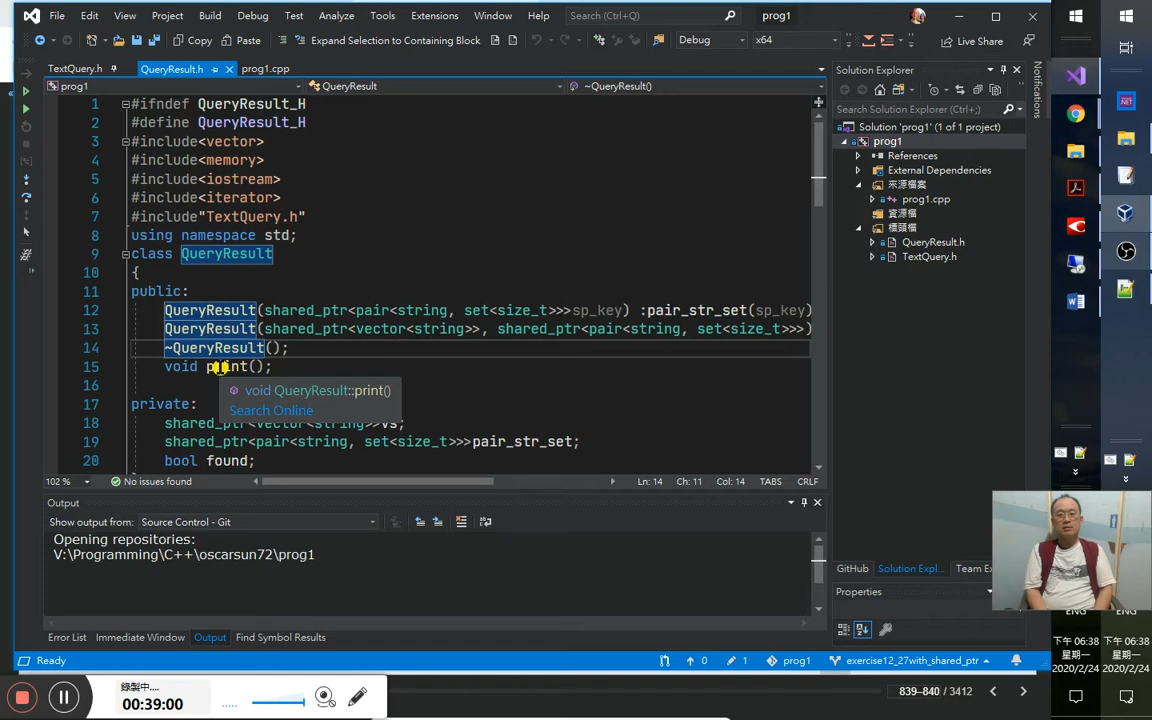 File Edit View Project Build Debug Test Analyze Tools Extensions Window Help Search (Ctrl+Q) prog1
Copy Paste Expand Selection to Containing Block Debug x64 Live Share
TextQuery.h QueryResult.h prog1.cpp
prog1 QueryResult ~QueryResult()
1 #ifndef QueryResult_H
2 #define QueryResult_H
3 #include<vector>
4 #include<memory>
5 #include<iostream>
6 #include<iterator>
7 #include"TextQuery.h"
8 using namespace std;
9 class QueryResult
10 {
11 public:
12 QueryResult(shared_ptr<pair<string, set<size_t>>>sp_key) :pair_str_set(sp_key)
13 QueryResult(shared_ptr<vector<string>>, shared_ptr<pair<string, set<size_t>>>)
14 ~QueryResult();
15 void print();
16
void QueryResult::print()
Search Online
17 private:
18 shared_ptr<vector<string>>vs;
19 shared_ptr<pair<string, set<size_t>>>pair_str_set;
20 bool found;
102 % No issues found Ln: 14 Ch: 11 Col: 14 TABS CRLF
Output
Show output from: Source Control - Git
Opening repositories:
V:\Programming\C++\oscarsun72\prog1
Error List Immediate Window Output Find Symbol Results
Ready 0 1 prog1 exercise12_27with_shared_ptr
Solution Explorer
Search Solution Explorer (Ctrl+;)
Solution 'prog1' (1 of 1 project)
prog1
References
External Dependencies
來源檔案
prog1.cpp
資源檔
標頭檔
QueryResult.h
TextQuery.h
GitHub Solution Expl... Team E
Properties
Notifications
.NET
ENG ENG
下午 06:38 下午 06:38
星期一 星期一
2020/2/24 2020/2/24
錄製中....
00:39:00
839–840 / 3412